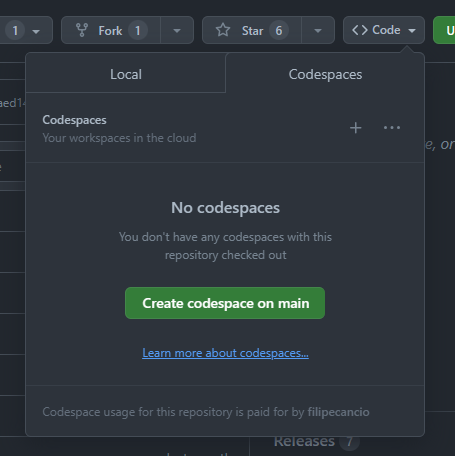 1
Fork 1
Star 6
<> Code
Local
Codespaces
aed14
Codespaces
Your workspaces in the cloud
e, or
No codespaces
You don't have any codespaces with this
repository checked out
Create codespace on main
Learn more about codespaces...
Codespace usage for this repository is paid for by filipecancio
Releases 7